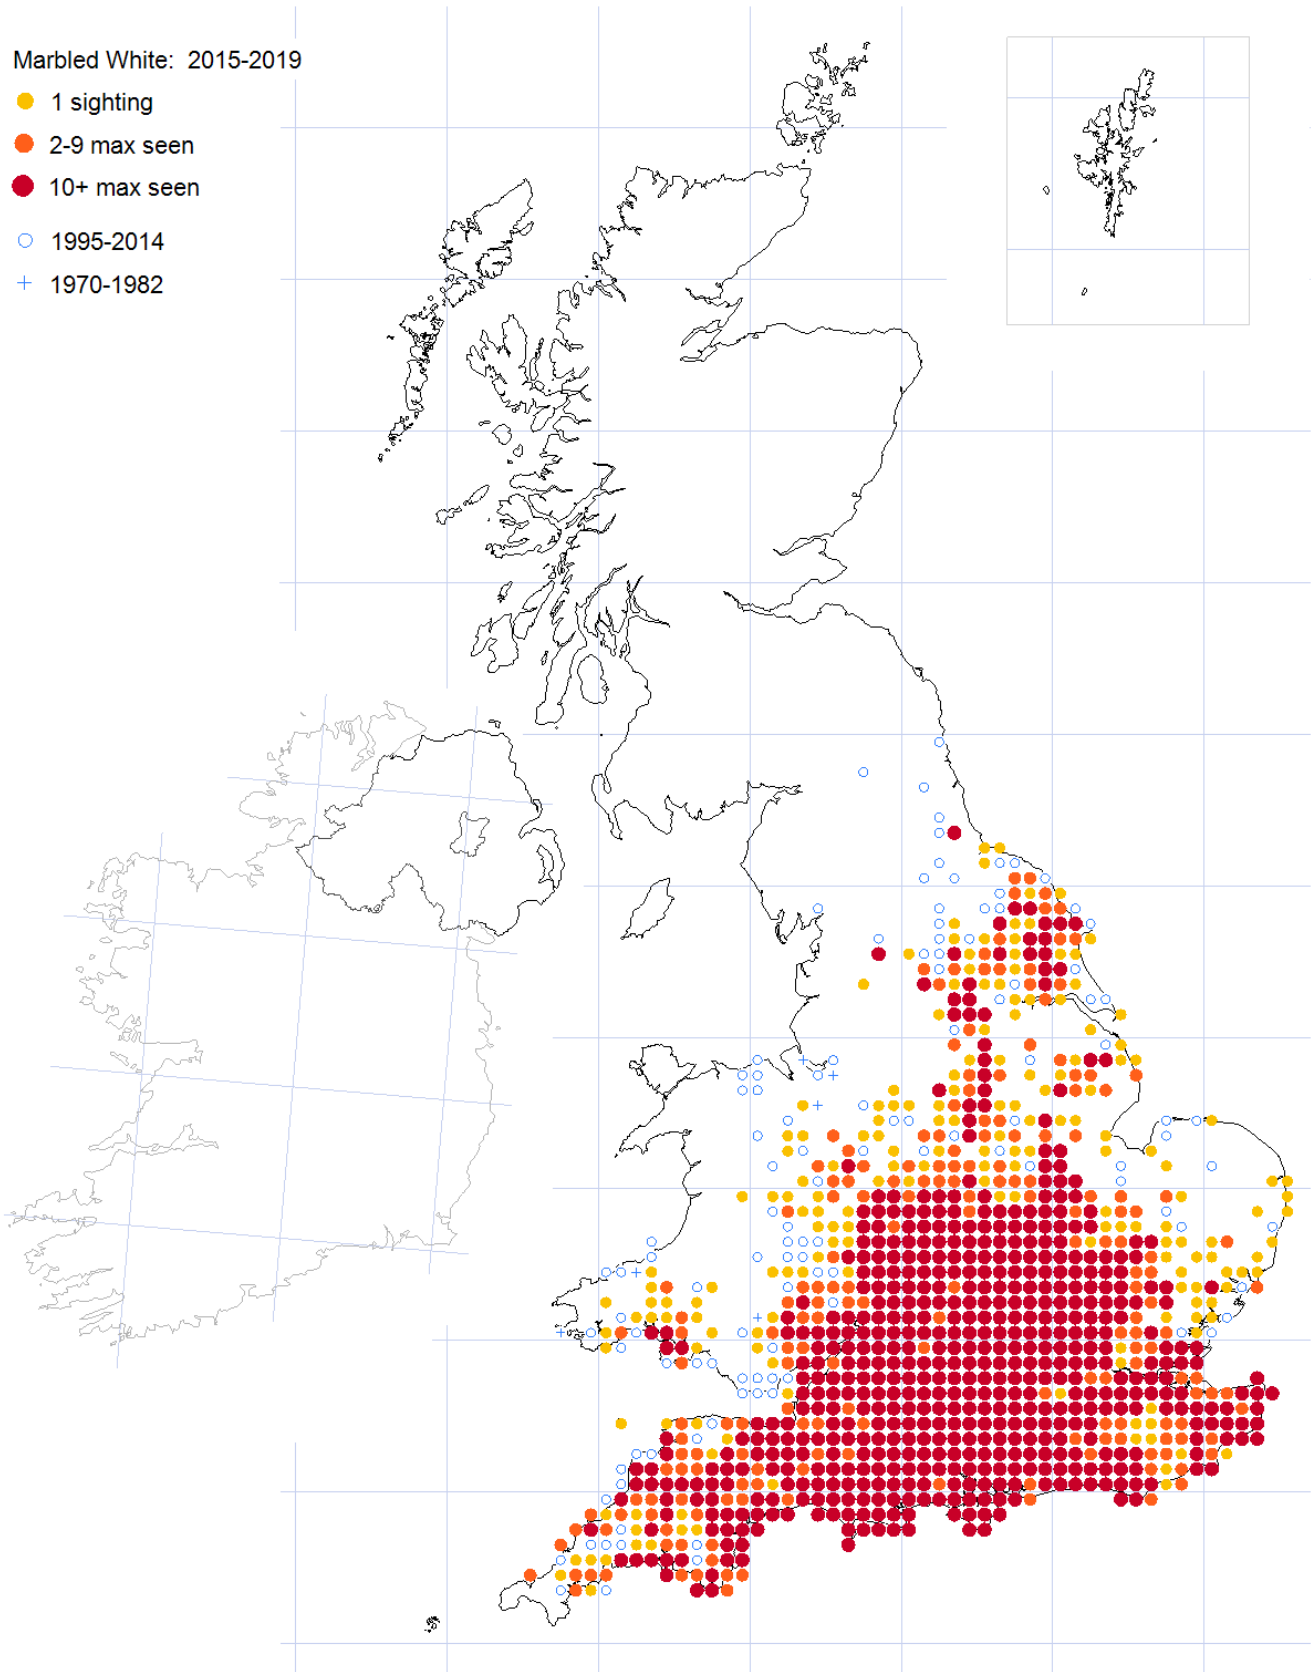 Marbled White: 2015-2019
1 sighting
2-9 max seen
10+ max seen
1995-2014
1970-1982